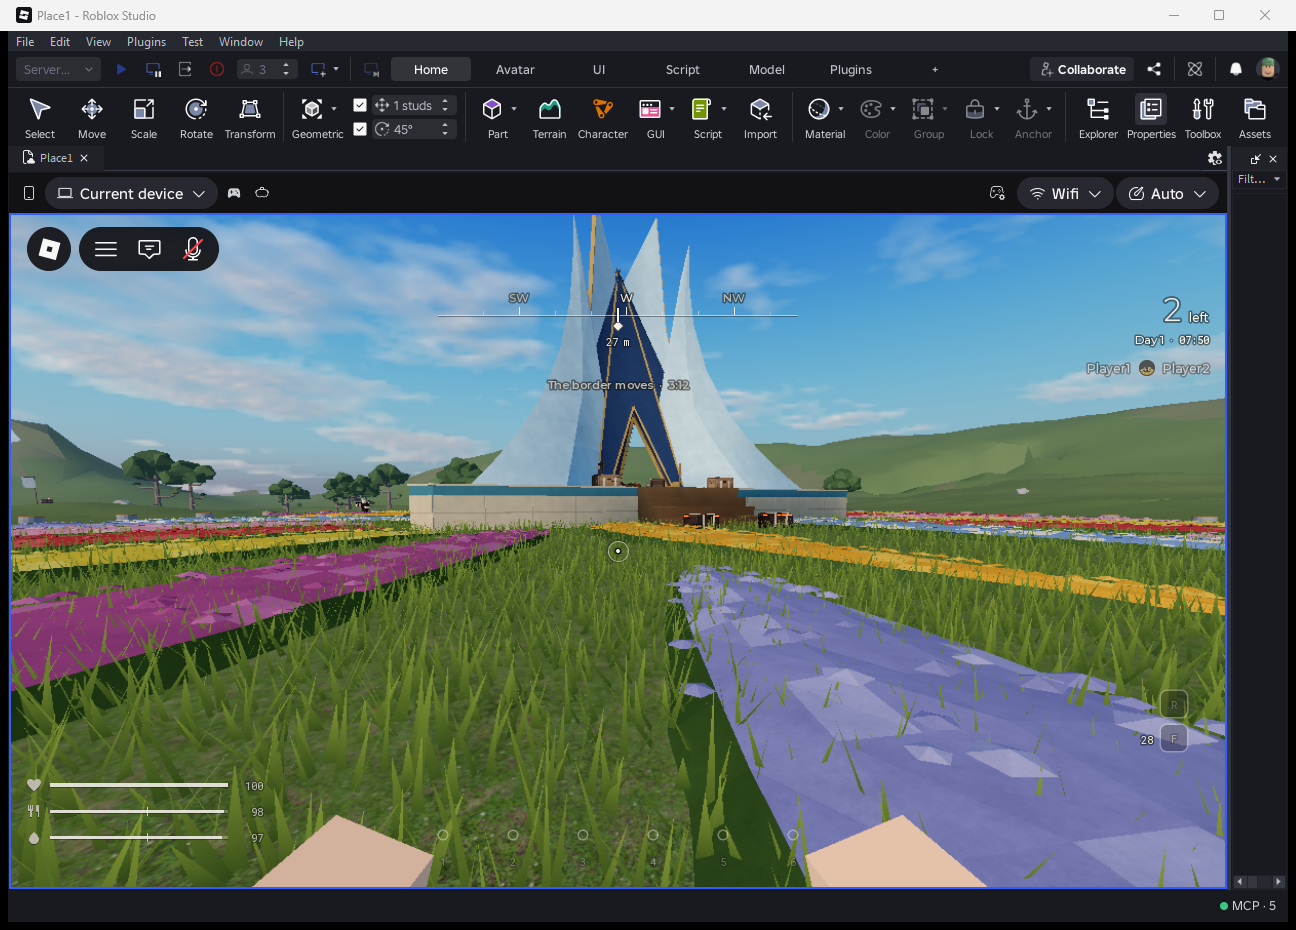 Place1 - Roblox Studio
File Edit View Plugins Test Window Help
Server... 3 Home Avatar UI Script Model Plugins + Collaborate
1 studs
45°
Select Move Scale Rotate Transform Geometric Part Terrain Character GUI Script Import Material Color Group Lock Anchor Explorer Properties Toolbox Assets
Place1
Filt...
Current device Wifi Auto
SW W NW
27 m
2 left
Day1 · 07:50
Player1 Player2
The border moves · 3:12
R
28 F
100
98
97
1 2 3 4 5 6
MCP · 5